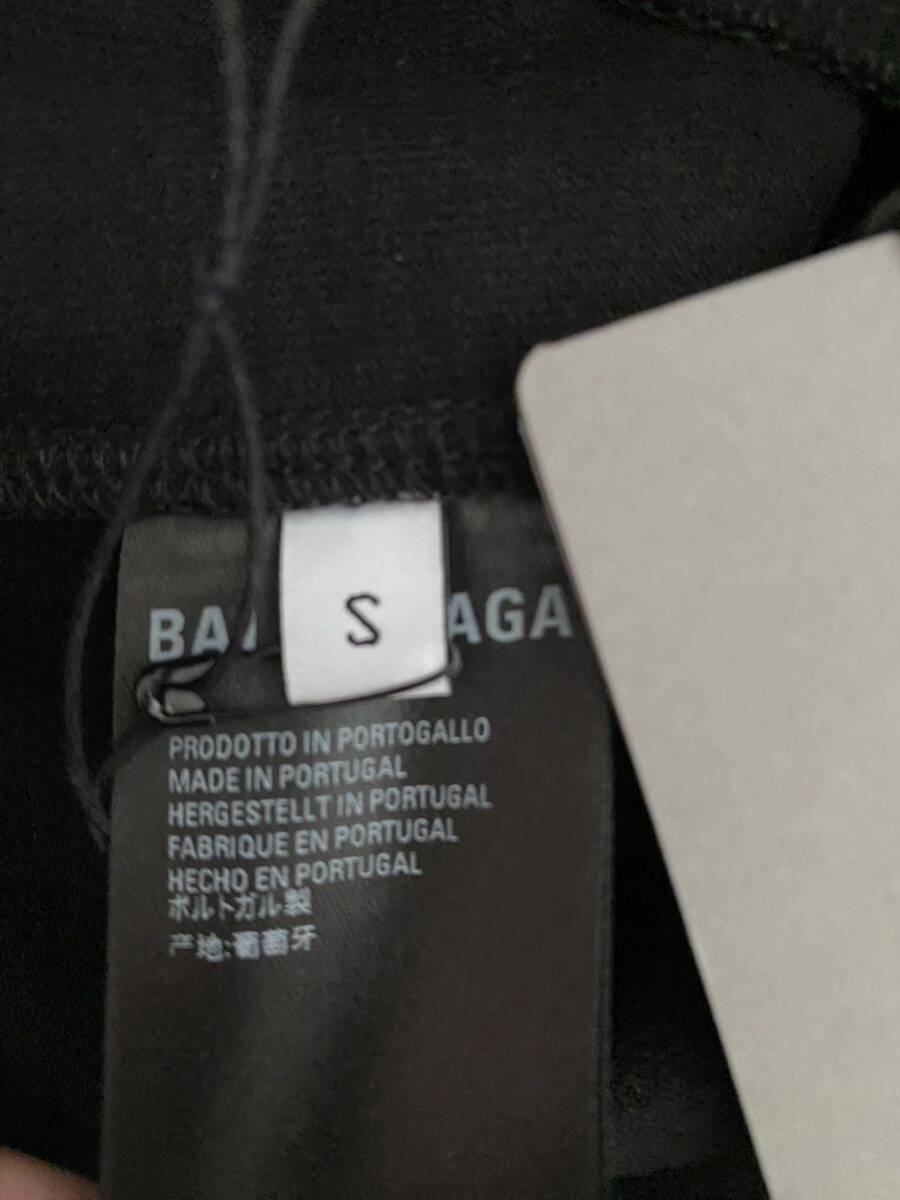 BA AGA
S
PRODOTTO IN PORTOGALLO
MADE IN PORTUGAL
HERGESTELLT IN PORTUGAL
FABRIQUE EN PORTUGAL
HECHO EN PORTUGAL
ポルトガル製
产地:葡萄牙